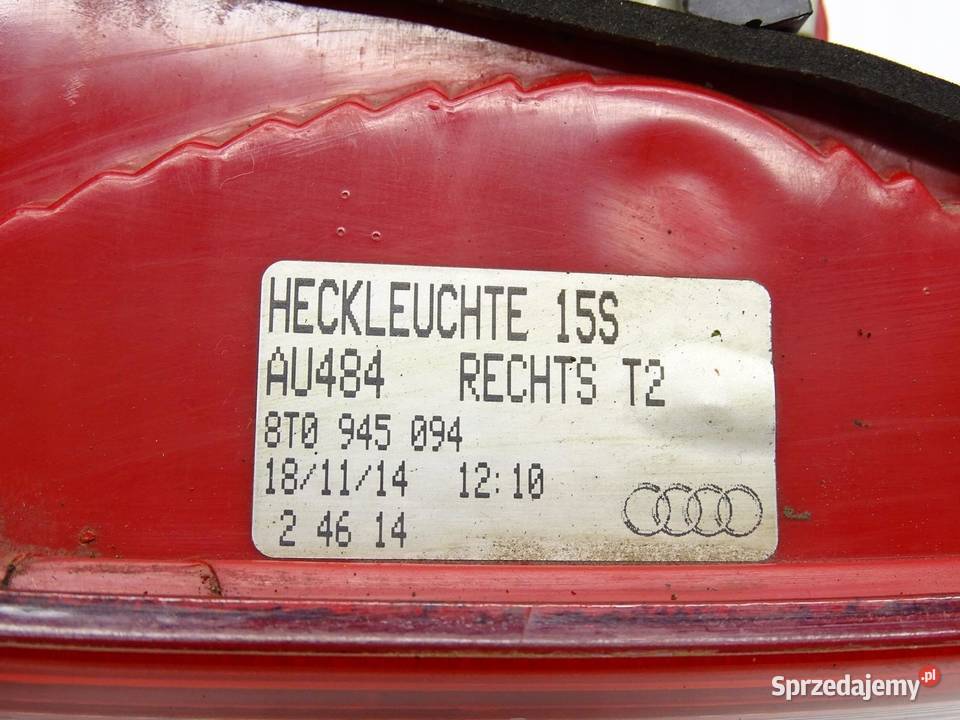 HECKLEUCHTE 15S
AU484 RECHTS T2
8T0 945 094
18/11/14 12:10
2 46 14
Sprzedajemy.pl